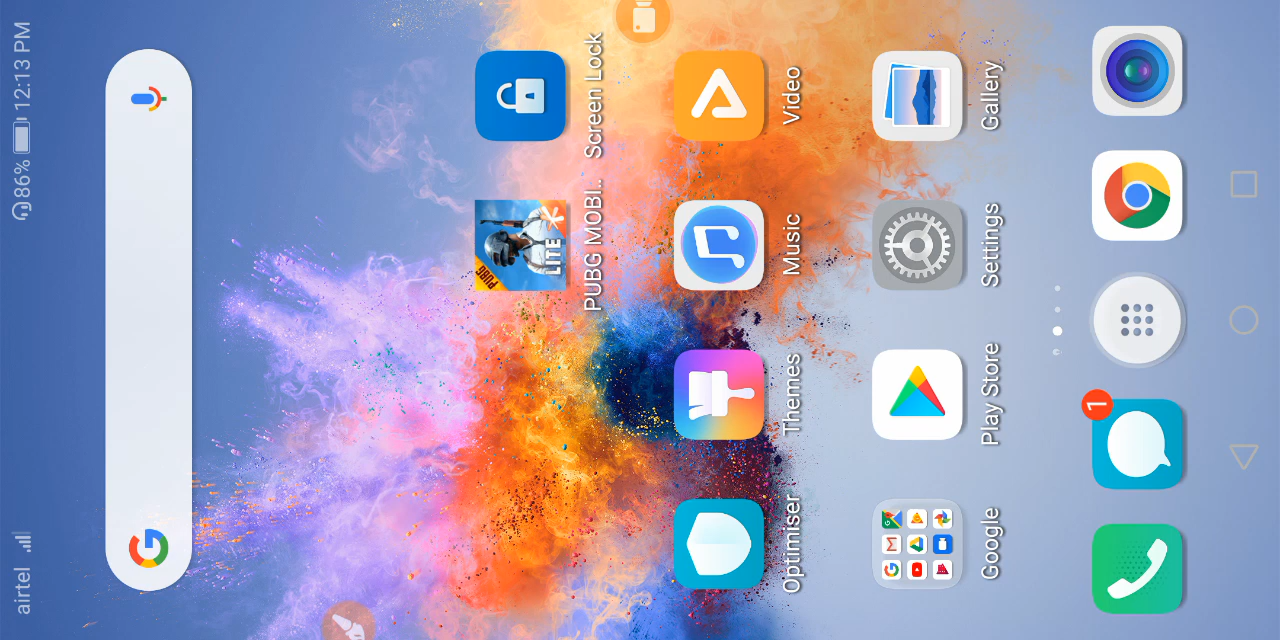 airtel 86% 12:13 PM
PUBG
LITE
PUBG MOBI.. Screen Lock
Optimiser Themes Music Video
Google Play Store Settings Gallery
1